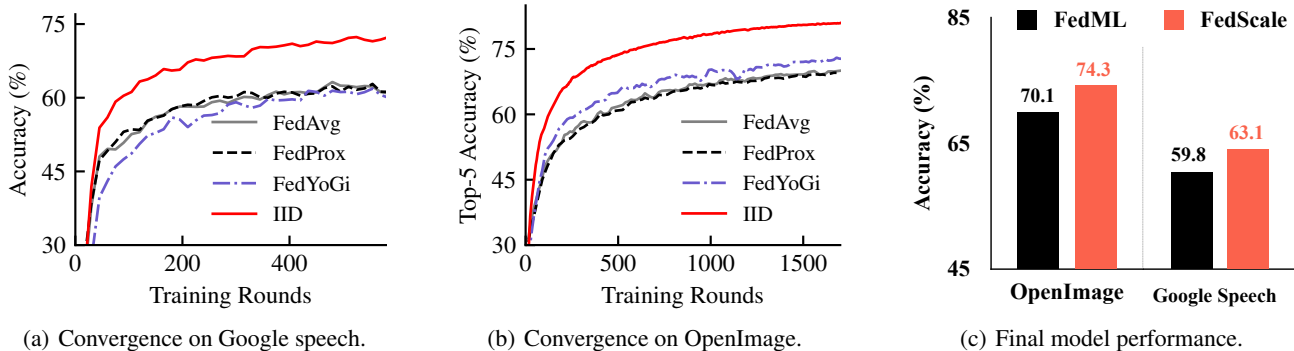 Accuracy (%)
75
60
45
30
0
200
400
Training Rounds
FedAvg
FedProx
FedYoGi
IID
(a) Convergence on Google speech.
Top-5 Accuracy (%)
75
60
45
30
0
500
1000
1500
Training Rounds
FedAvg
FedProx
FedYoGi
IID
(b) Convergence on OpenImage.
FedML
FedScale
Accuracy (%)
85
65
45
70.1
74.3
59.8
63.1
OpenImage
Google Speech
(c) Final model performance.